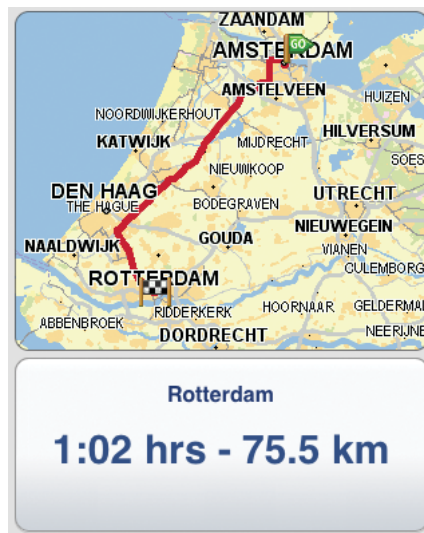 ZAANDAM
GO
AMSTERDAM
AMSTELVEEN
HUIZEN
NOORDWIJKERHOUT
HILVERSUM
KATWIJK
MIJDRECHT
SOES
NIEUWKOOP
DEN HAAG
THE HAGUE
UTRECHT
BODEGRAVEN
NIEUWEGEIN
GOUDA
NAALDWIJK
VIANEN
CULEMBORG
ROTTERDAM
RIDDERKERK
HOORNAAR
GELDERMAL
ABBENBROEK
NEERIJNE
DORDRECHT
Rotterdam
1:02 hrs - 75.5 km